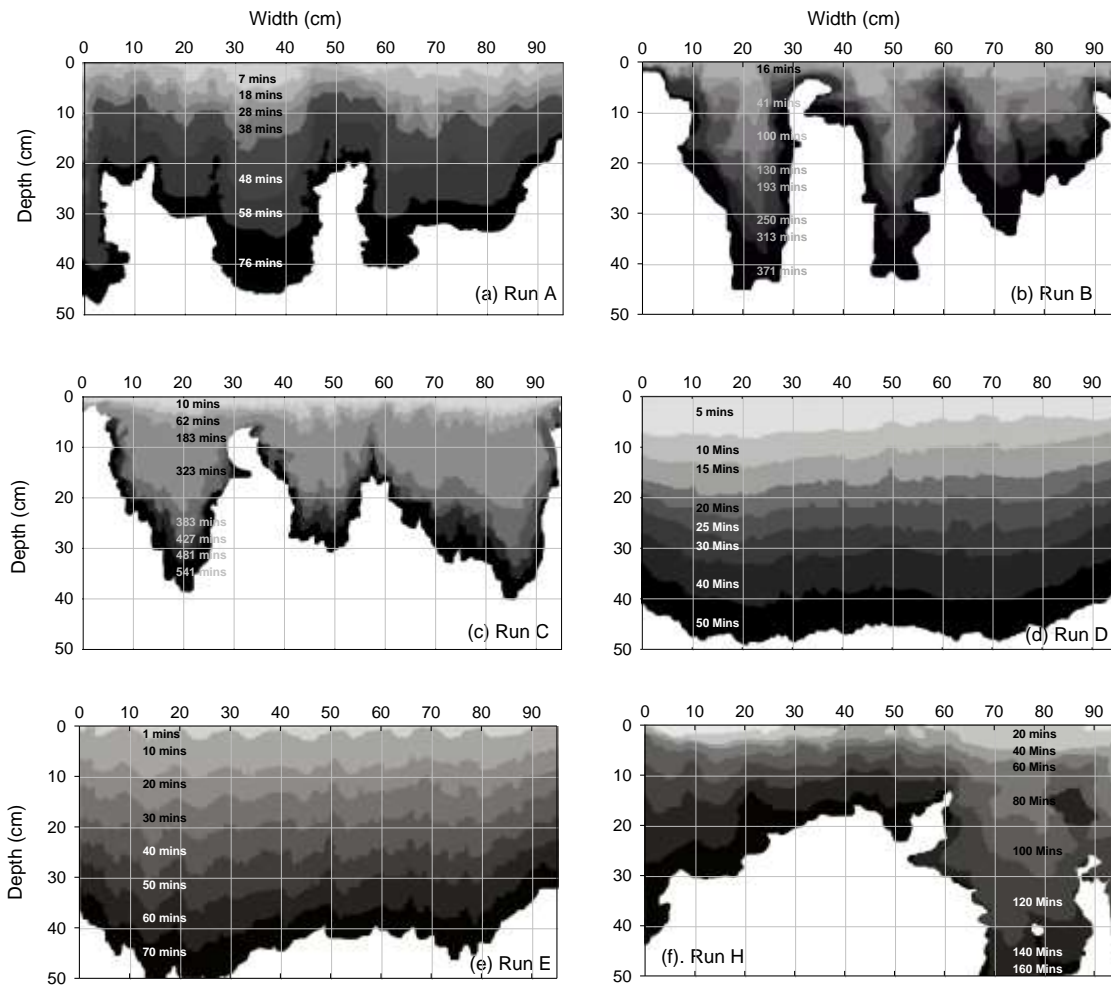 Width (cm)
Width (cm)
0 10 20 30 40 50 60 70 80 90
0 10 20 30 40 50 60 70 80 90
Depth (cm)
0
10
20
30
40
50
7 mins
18 mins
28 mins
38 mins
48 mins
58 mins
76 mins
(a) Run A
0
10
20
30
40
50
16 mins
41 mins
100 mins
130 mins
193 mins
250 mins
313 mins
371 mins
(b) Run B
0 10 20 30 40 50 60 70 80 90
0 10 20 30 40 50 60 70 80 90
Depth (cm)
0
10
20
30
40
50
10 mins
62 mins
183 mins
323 mins
383 mins
427 mins
481 mins
541 mins
(c) Run C
0
10
20
30
40
50
5 mins
10 Mins
15 Mins
20 Mins
25 Mins
30 Mins
40 Mins
50 Mins
(d) Run D
0 10 20 30 40 50 60 70 80 90
0 10 20 30 40 50 60 70 80 90
Depth (cm)
0
10
20
30
40
50
1 mins
10 mins
20 mins
30 mins
40 mins
50 mins
60 mins
70 mins
(e) Run E
0
10
20
30
40
50
20 mins
40 Mins
60 Mins
80 Mins
100 Mins
120 Mins
140 Mins
160 Mins
(f). Run H